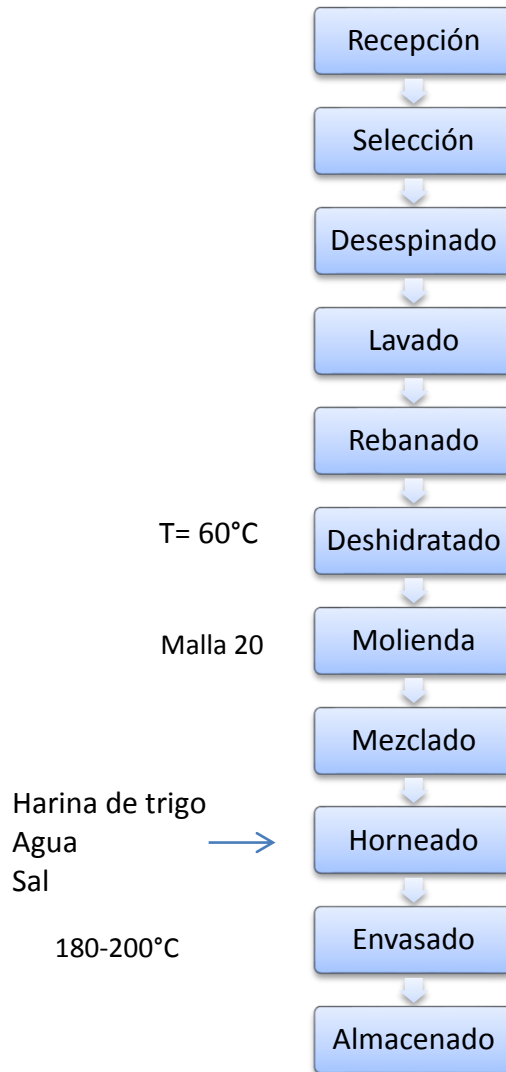 Recepción
Selección
Desespinado
Lavado
Rebanado
T= 60°C
Deshidratado
Malla 20
Molienda
Mezclado
Harina de trigo
Agua
Sal
Horneado
180-200°C
Envasado
Almacenado